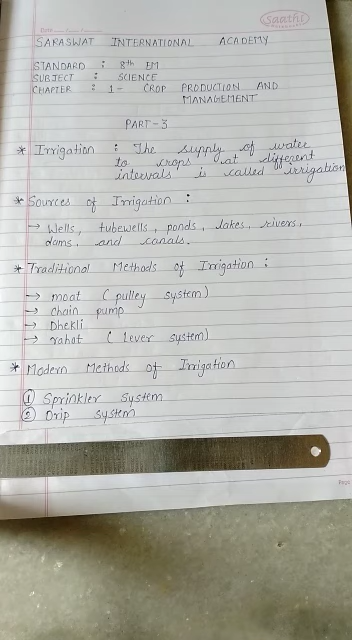 Saathi
Date
SARASWAT INTERNATIONAL ACADEMY
STANDARD : 8th EM
SUBJECT : SCIENCE
CHAPTER : 1- CROP PRODUCTION AND
MANAGEMENT
PART-3
* Irrigation : The supply of water
to crops at different
intervals is called irrigation
* Sources of Irrigation :
→ Wells, tubewells, ponds, lakes, rivers,
dams, and canals.
* Traditional Methods of Irrigation :
→ moat (pulley system)
→ chain pump
→ Dhekli
→ rahat (Lever system)
* Modern Methods of Irrigation
① Sprinkler System
② Drip system
Page